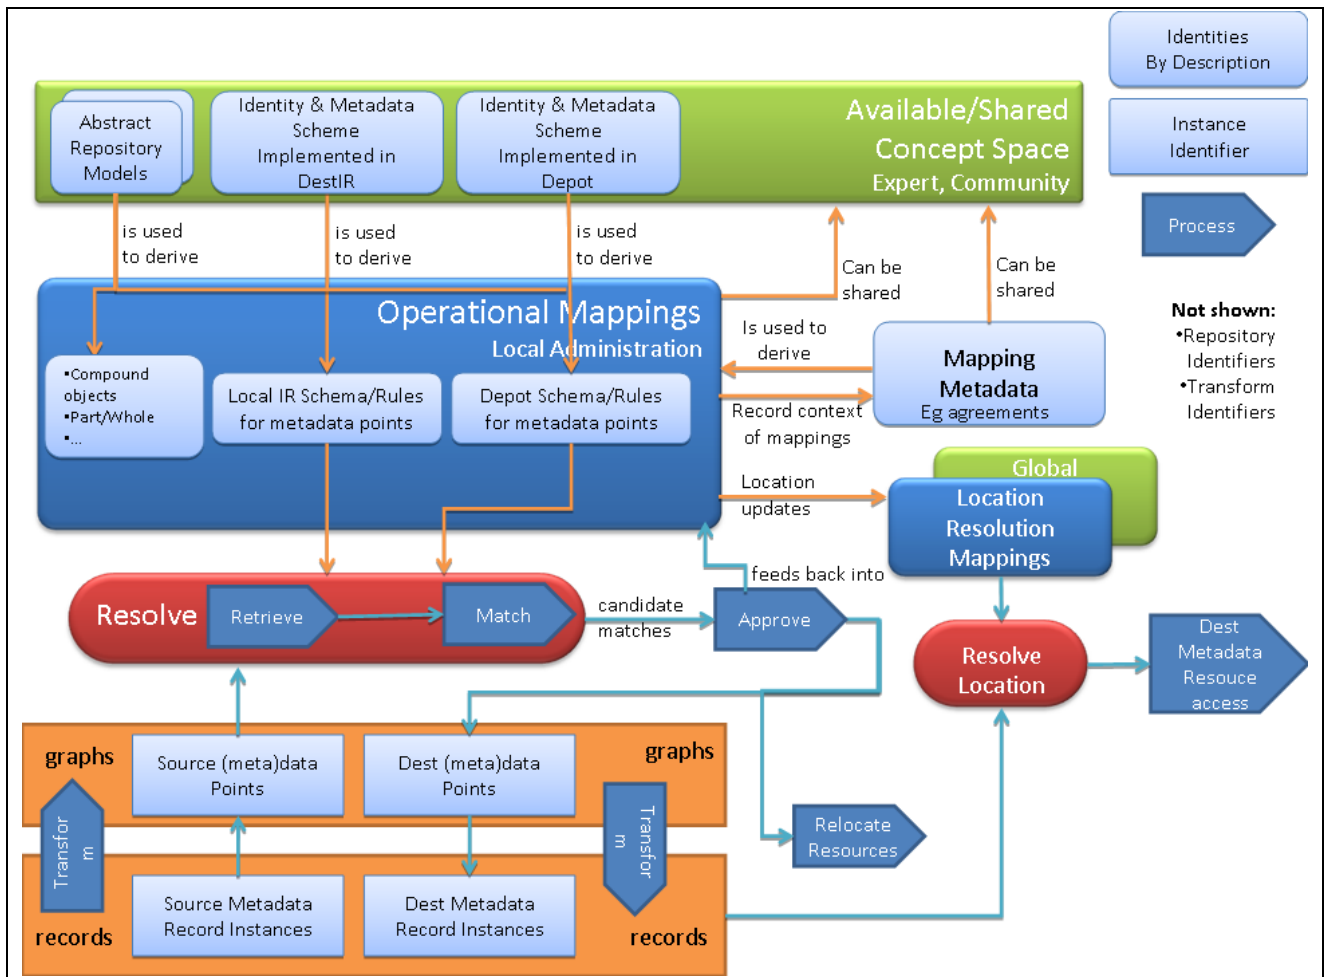 Identities
By Description
Instance
Identifier
Process
Not shown:
•Repository
Identifiers
•Transform
Identifiers
Available/Shared
Concept Space
Expert, Community
Abstract
Repository
Models
Identity & Metadata
Scheme
Implemented in
DestIR
Identity & Metadata
Scheme
Implemented in
Depot
is used
to derive
is used
to derive
is used
to derive
Can be
shared
Can be
shared
Operational Mappings
Local Administration
•Compound
objects
•Part/Whole
•...
Local IR Schema/Rules
for metadata points
Depot Schema/Rules
for metadata points
Is used to
derive
Record context
of mappings
Mapping
Metadata
Eg agreements
Location
updates
Global
Location
Resolution
Mappings
feeds back into
Resolve
Retrieve
Match
candidate
matches
Approve
Resolve
Location
Dest
Metadata
Resouce
access
graphs
Source (meta)data
Points
Dest (meta)data
Points
graphs
Transfor
m
Transfor
m
Relocate
Resources
records
Source Metadata
Record Instances
Dest Metadata
Record Instances
records